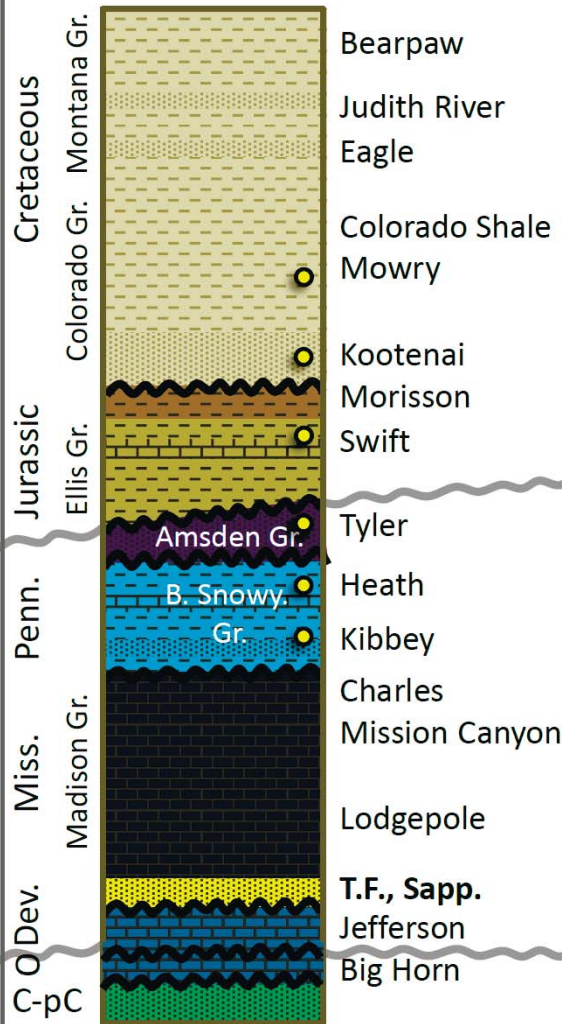 Cretaceous
Montana Gr.
Colorado Gr.
Jurassic
Ellis Gr.
Penn.
Miss.
Madison Gr.
Dev.
O
C-pC
Amsden Gr.
B. Snowy.
Gr.
Bearpaw
Judith River
Eagle
Colorado Shale
Mowry
Kootenai
Morisson
Swift
Tyler
Heath
Kibbey
Charles
Mission Canyon
Lodgepole
T.F., Sapp.
Jefferson
Big Horn